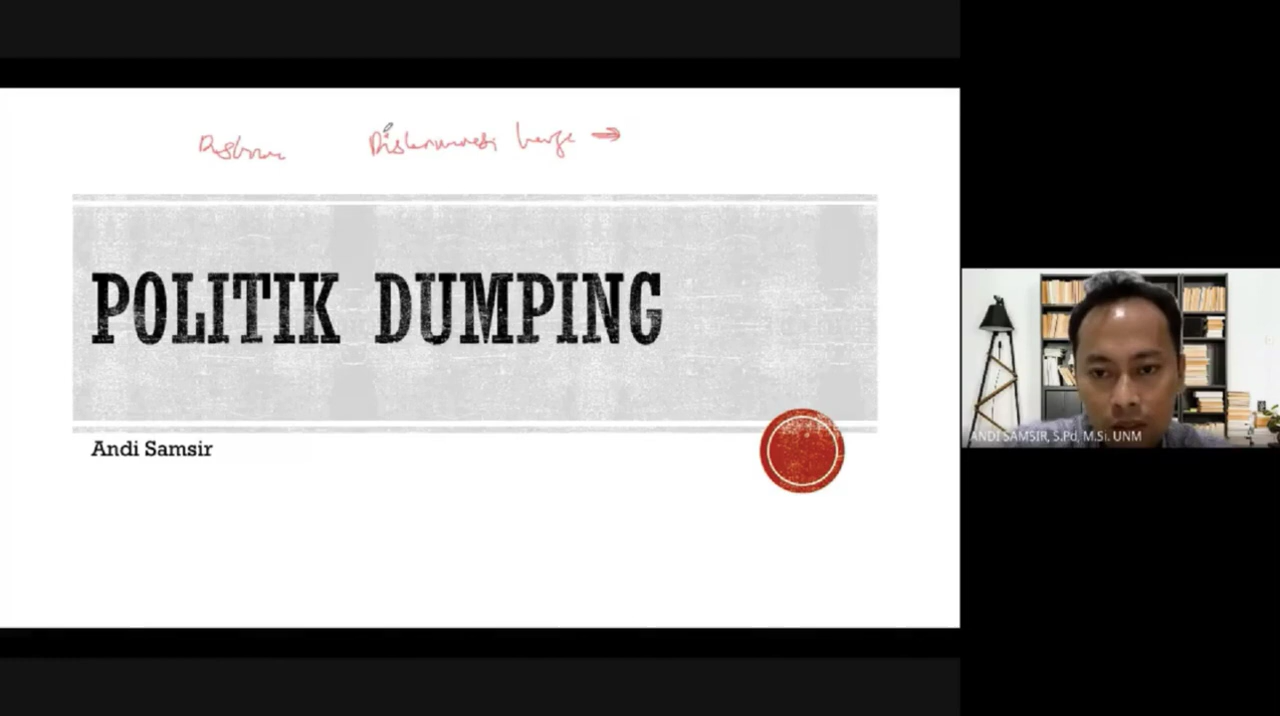 Diskriminasi harga →
POLITIK DUMPING
Andi Samsir
ANDI SAMSIR, S.Pd, M.Si. UNM